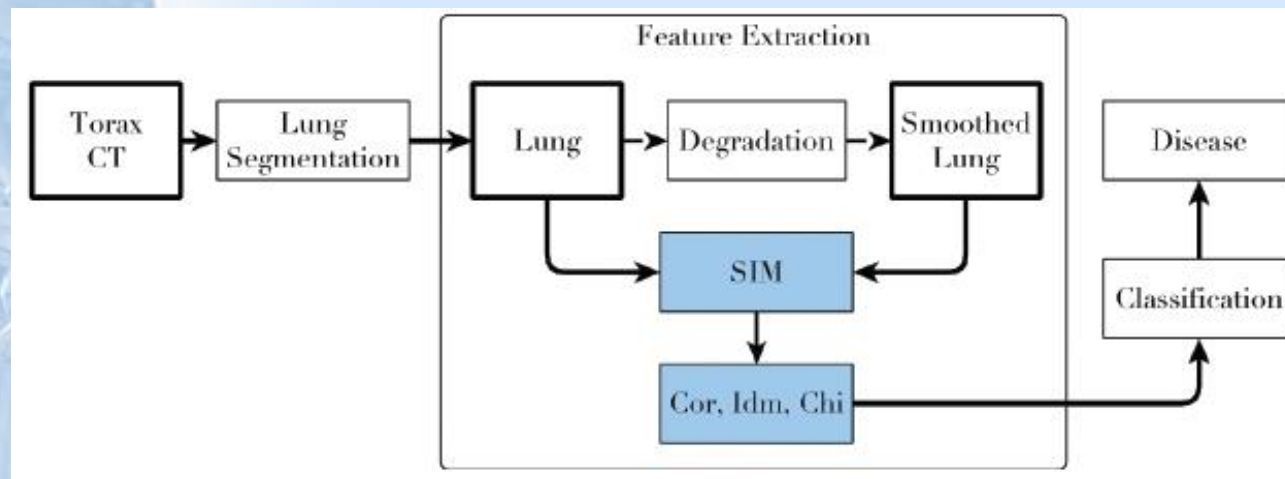 Feature Extraction
Torax
CT
Lung
Segmentation
Lung
Degradation
Smoothed
Lung
Disease
SIM
Classification
Cor, Idm, Chi